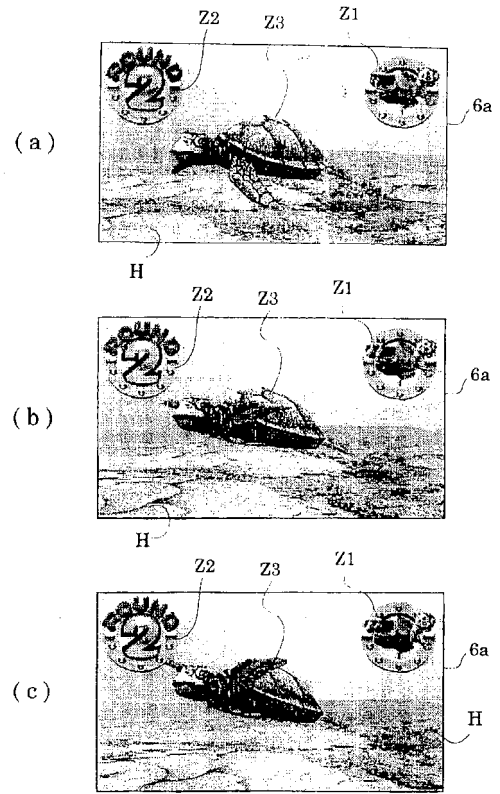 Z2 Z3 Z1
ROUND
2
6a
(a)
H
Z2 Z3 Z1
ROUND
2
6a
(b)
H
Z2 Z3 Z1
ROUND
2
6a
(c)
H